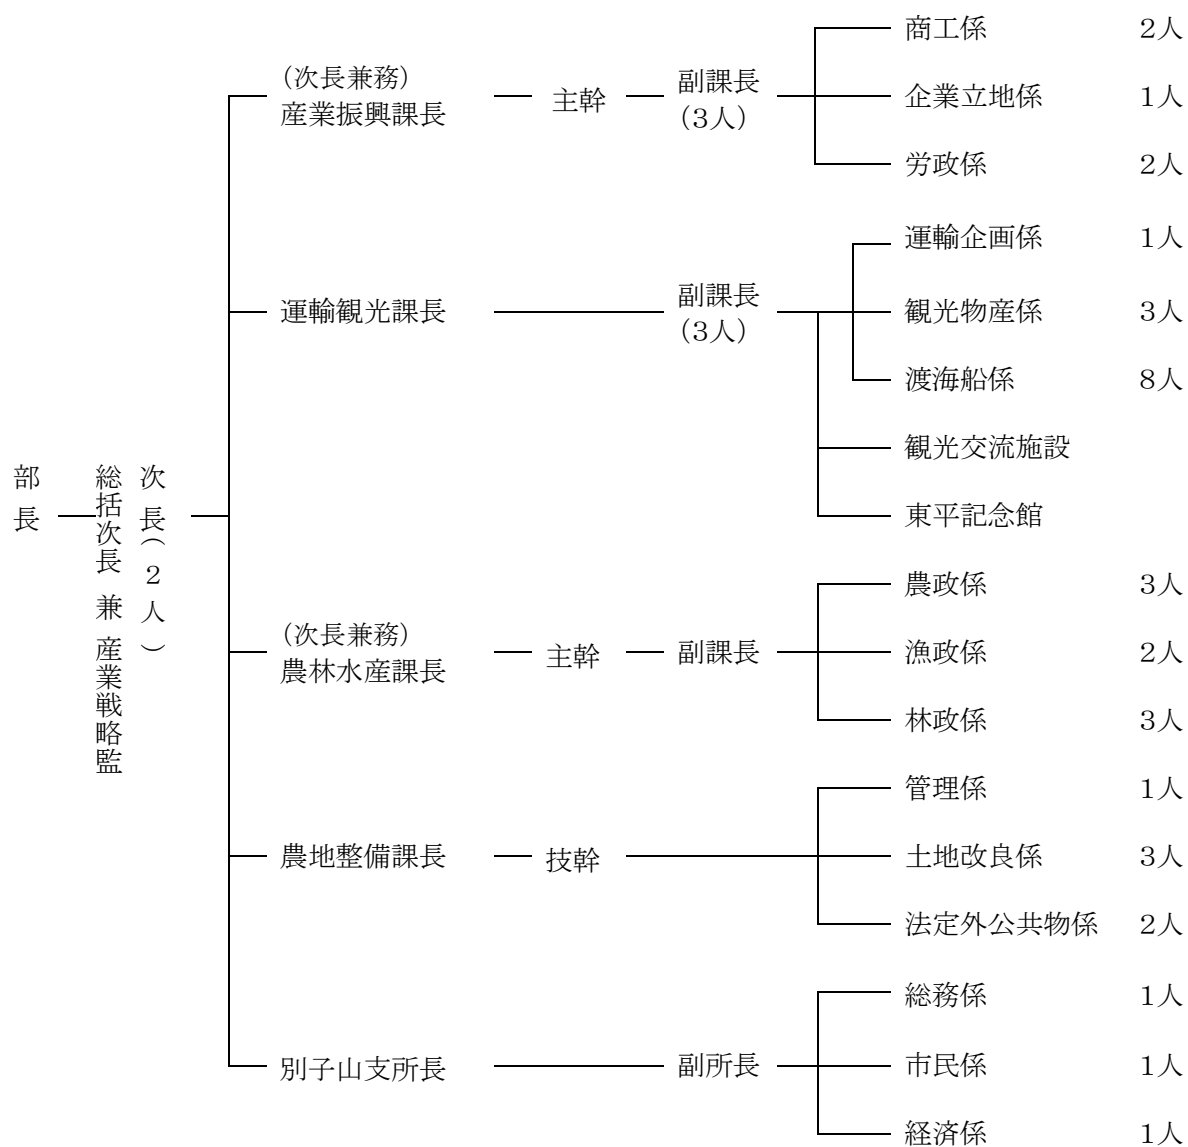 部長
総括次長 兼 産業戦略監
次長（２人）
（次長兼務）
産業振興課長
主幹
副課長
（3人）
商工係 2人
企業立地係 1人
労政係 2人
運輸観光課長
副課長
（3人）
運輸企画係 1人
観光物産係 3人
渡海船係 8人
観光交流施設
東平記念館
（次長兼務）
農林水産課長
主幹
副課長
農政係 3人
漁政係 2人
林政係 3人
農地整備課長
技幹
管理係 1人
土地改良係 3人
法定外公共物係 2人
別子山支所長
副所長
総務係 1人
市民係 1人
経済係 1人